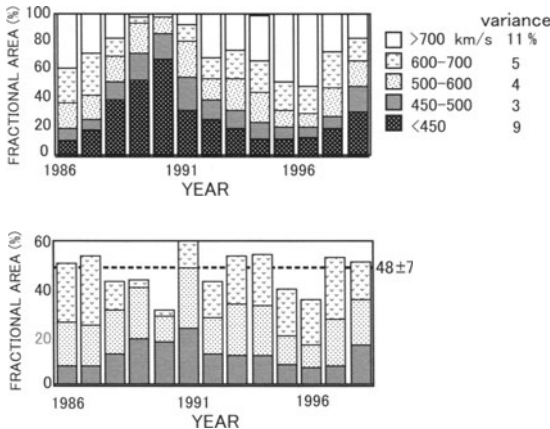 variance
>700 km/s 11 %
600-700 5
500-600 4
450-500 3
<450 9
FRACTIONAL AREA (%)
100
80
60
40
20
0
1986 1991 1996
YEAR
FRACTIONAL AREA (%)
60
40
20
0
48±7
1986 1991 1996
YEAR